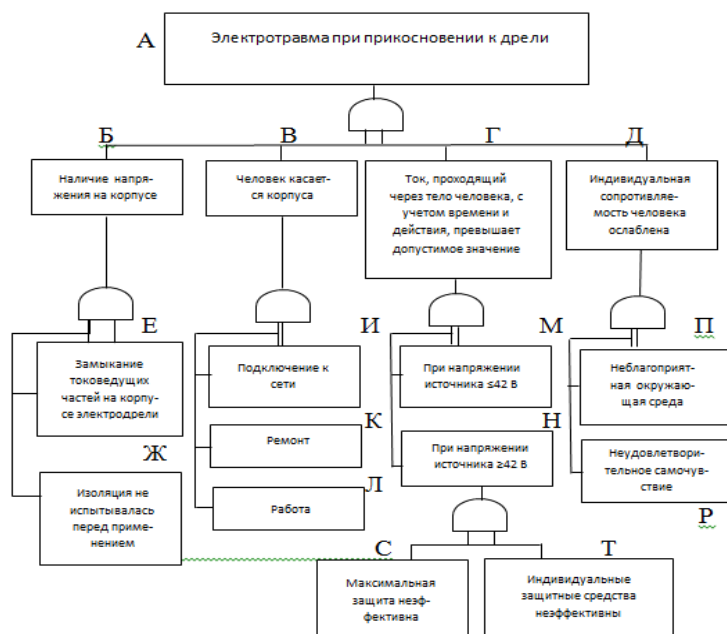 А
Электротравма при прикосновении к дрели
Б
В
Г
Д
Наличие напря-
жения на корпусе
Человек касает-
ся корпуса
Ток, проходящий
через тело человека, с
учетом времени и
действия, превышает
допустимое значение
Индивидуальная
сопротивляе-
мость человека
ослаблена
Е
И
М
П
Замыкание
токоведущих
частей на корпу-
се электродрели
Подключение к
сети
При напряжении
источника ≤42 В
Неблагоприят-
ная окружаю-
щая среда
Ж
К
Н
Ремонт
При напряжении
источника ≥42 В
Неудовлетвори-
тельное самочув-
ствие
Л
Р
Изоляция не
испытывалась
перед приме-
нением
Работа
С
Т
Максимальная
защита неэф-
фективна
Индивидуальные
защитные средства
неэффективны